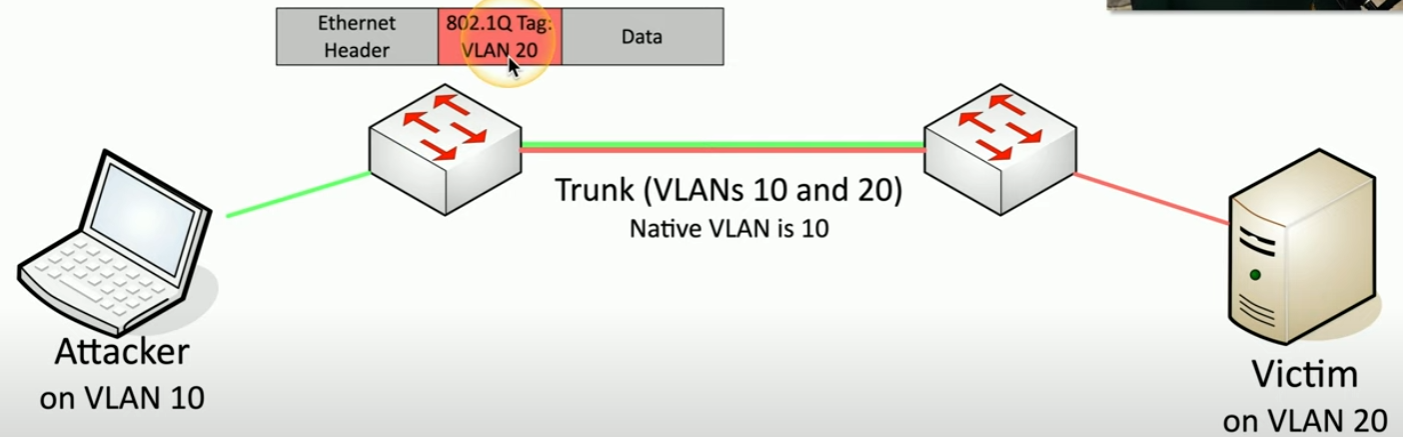 Ethernet
Header
802.1Q Tag:
VLAN 20
Data
Trunk (VLANs 10 and 20)
Native VLAN is 10
Attacker
on VLAN 10
Victim
on VLAN 20